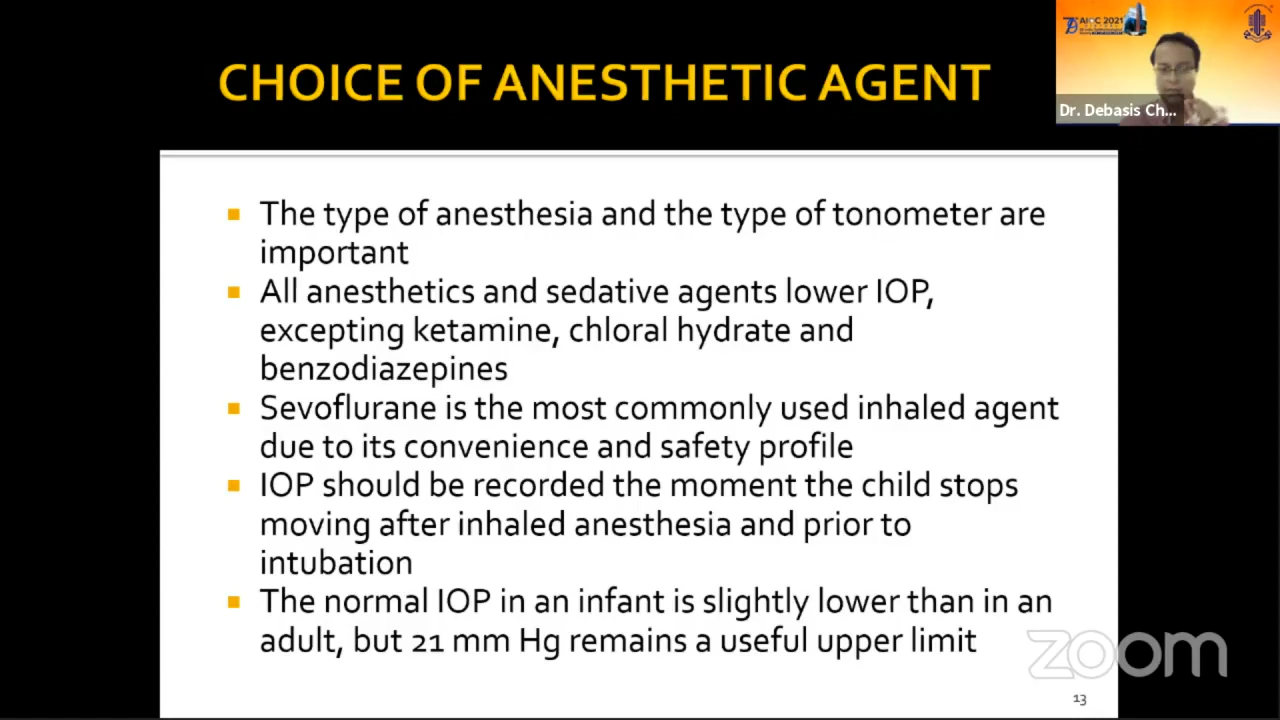 CHOICE OF ANESTHETIC AGENT
AIOC 2021
Dr. Debasis Ch...
The type of anesthesia and the type of tonometer are
important
All anesthetics and sedative agents lower IOP,
excepting ketamine, chloral hydrate and
benzodiazepines
Sevoflurane is the most commonly used inhaled agent
due to its convenience and safety profile
IOP should be recorded the moment the child stops
moving after inhaled anesthesia and prior to
intubation
The normal IOP in an infant is slightly lower than in an
adult, but 21 mm Hg remains a useful upper limit
zoom
13